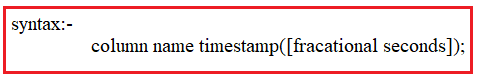 syntax:-
column name timestamp([fracational seconds]);